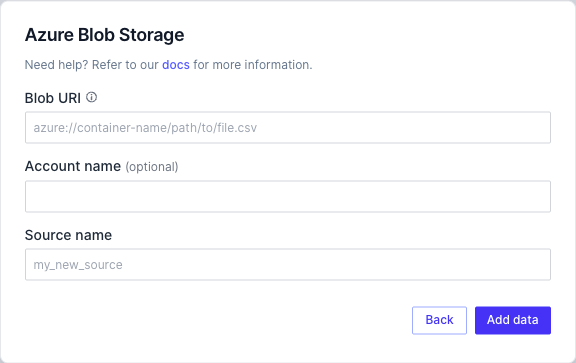 Azure Blob Storage
Need help? Refer to our docs for more information.
Blob URI
azure://container-name/path/to/file.csv
Account name (optional)
Source name
my_new_source
Back
Add data